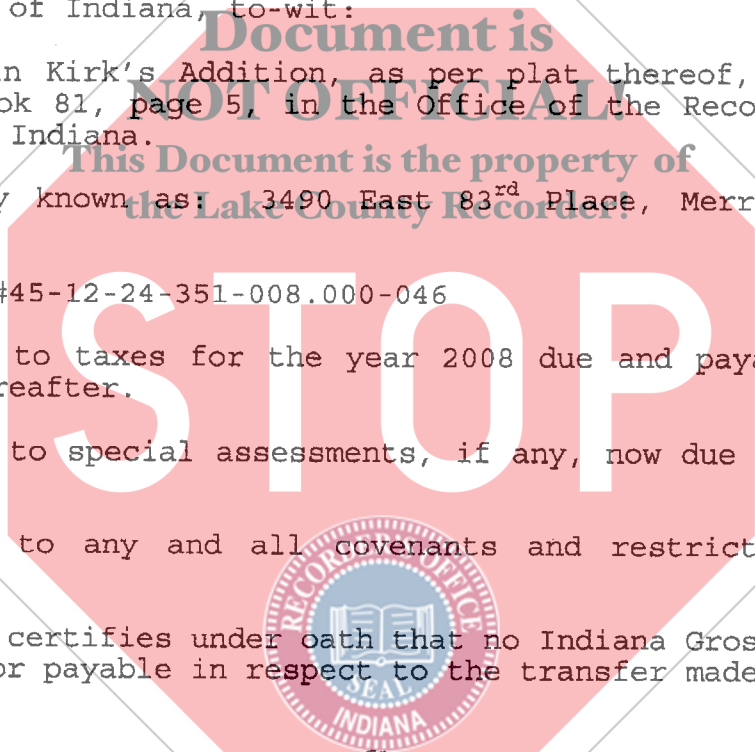 of Indiana, to-wit:
Document is
in Kirk's Addition, as per plat thereof,
ok 81, page 5, in the Office of the Reco
NOT OFFICIAL!
Indiana.
This Document is the property of
y known as: 3490 East 83rd Place, Merr
the Lake County Recorder!
#45-12-24-351-008.000-046
to taxes for the year 2008 due and paya
reafter.
STOP
to special assessments, if any, now due
to any and all covenants and restrict
RECORDER'S OFFICE
certifies under oath that no Indiana Gros
or payable in respect to the transfer made
SEAL
INDIANA